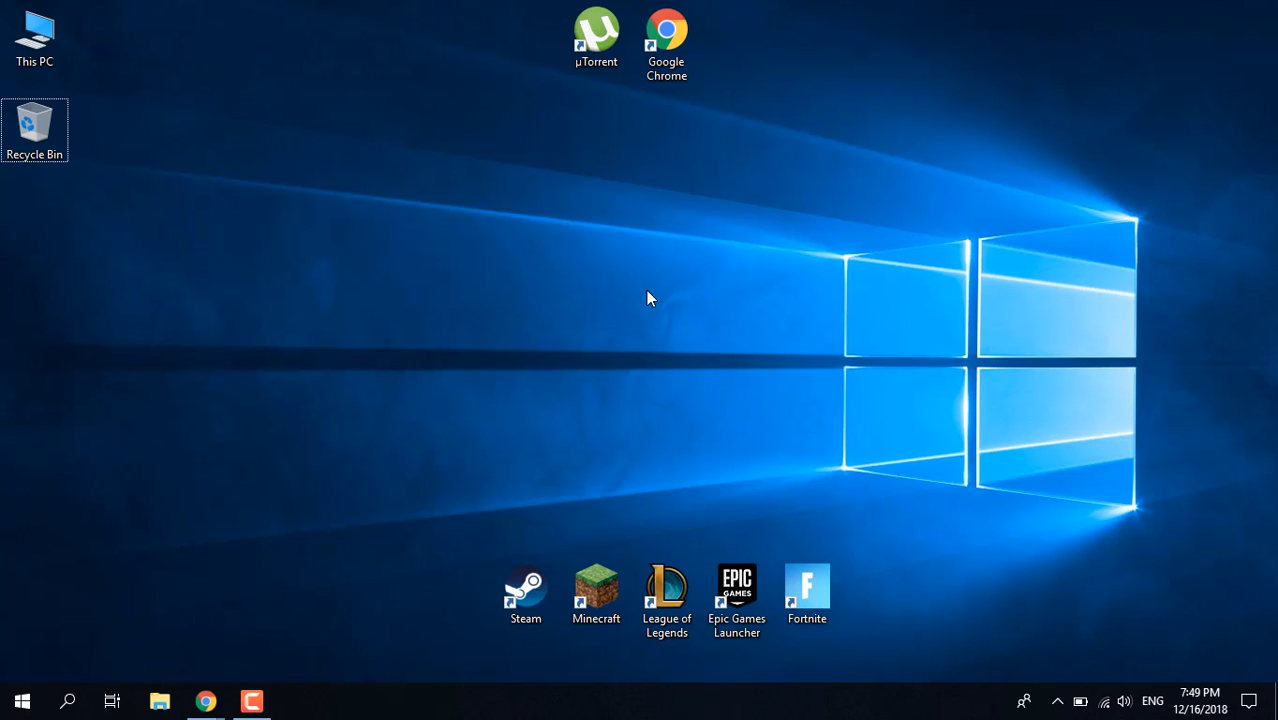 This PC
µTorrent
Google
Chrome
Recycle Bin
Steam
Minecraft
League of
Legends
EPIC
GAMES
Epic Games
Launcher
F
Fortnite
ENG
7:49 PM
12/16/2018